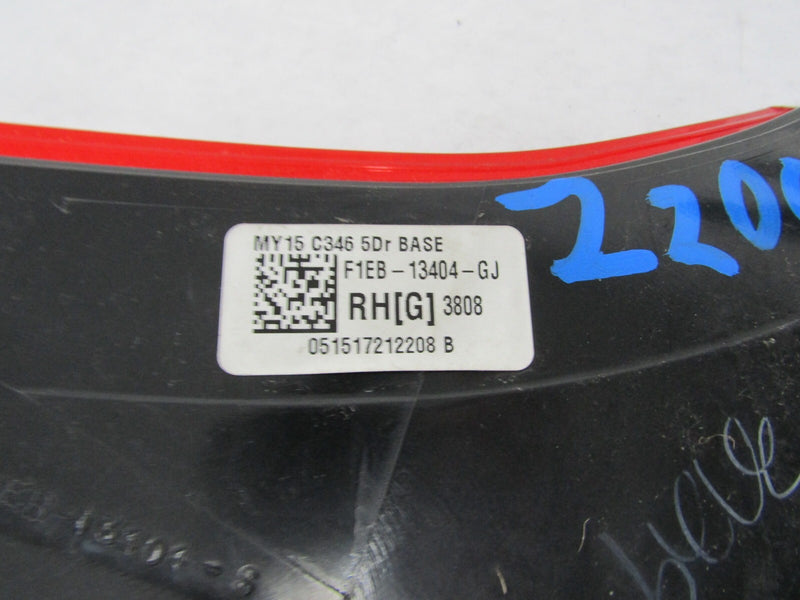 MY15 C346 5Dr BASE
F1EB-13404-GJ
RH[G] 3808
051517212208 B
220